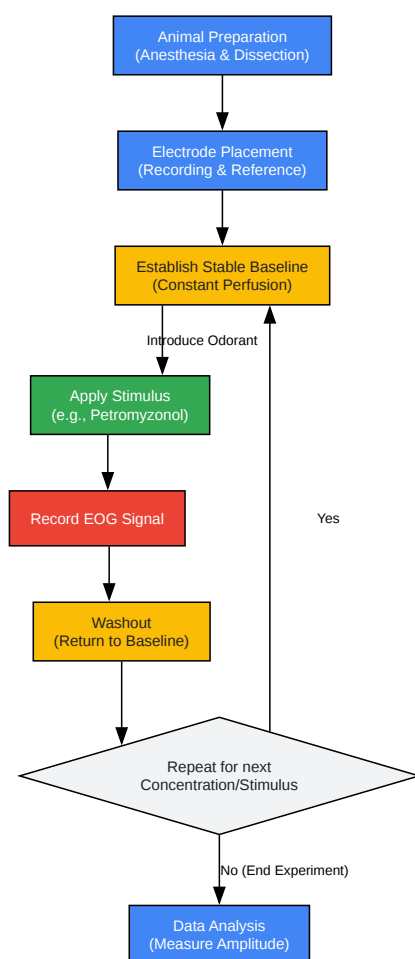 Animal Preparation
(Anesthesia & Dissection)
Electrode Placement
(Recording & Reference)
Establish Stable Baseline
(Constant Perfusion)
Introduce Odorant
Apply Stimulus
(e.g., Petromyzonol)
Record EOG Signal
Yes
Washout
(Return to Baseline)
Repeat for next
Concentration/Stimulus
No (End Experiment)
Data Analysis
(Measure Amplitude)